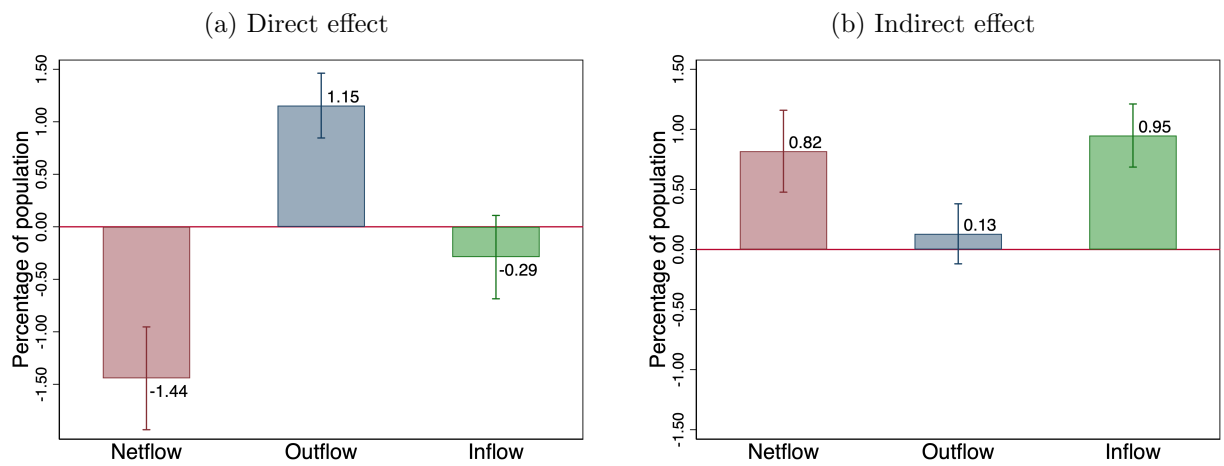 (a) Direct effect
Percentage of population
1.50
1.00
0.50
0.00
-0.50
-1.00
-1.50
-1.44
1.15
-0.29
Netflow
Outflow
Inflow
(b) Indirect effect
Percentage of population
1.50
1.00
0.50
0.00
-0.50
-1.00
-1.50
0.82
0.13
0.95
Netflow
Outflow
Inflow